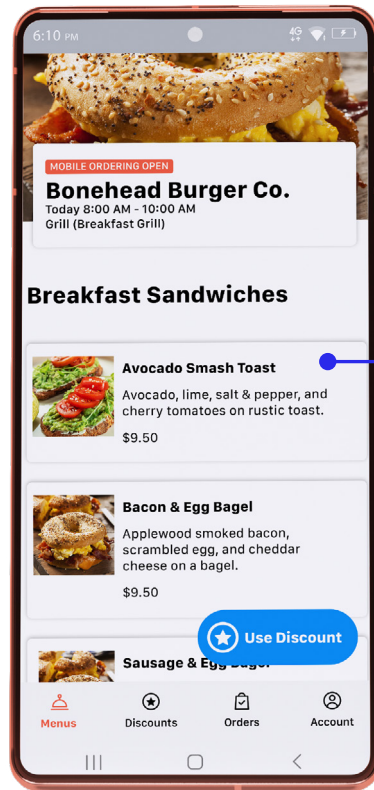 6:10 PM
4G
MOBILE ORDERING OPEN
Bonehead Burger Co.
Today 8:00 AM - 10:00 AM
Grill (Breakfast Grill)
Breakfast Sandwiches
Avocado Smash Toast
Avocado, lime, salt & pepper, and
cherry tomatoes on rustic toast.
$9.50
Bacon & Egg Bagel
Applewood smoked bacon,
scrambled egg, and cheddar
cheese on a bagel.
$9.50
Use Discount
Sausage & Egg Bagel
Menus
Discounts
Orders
Account